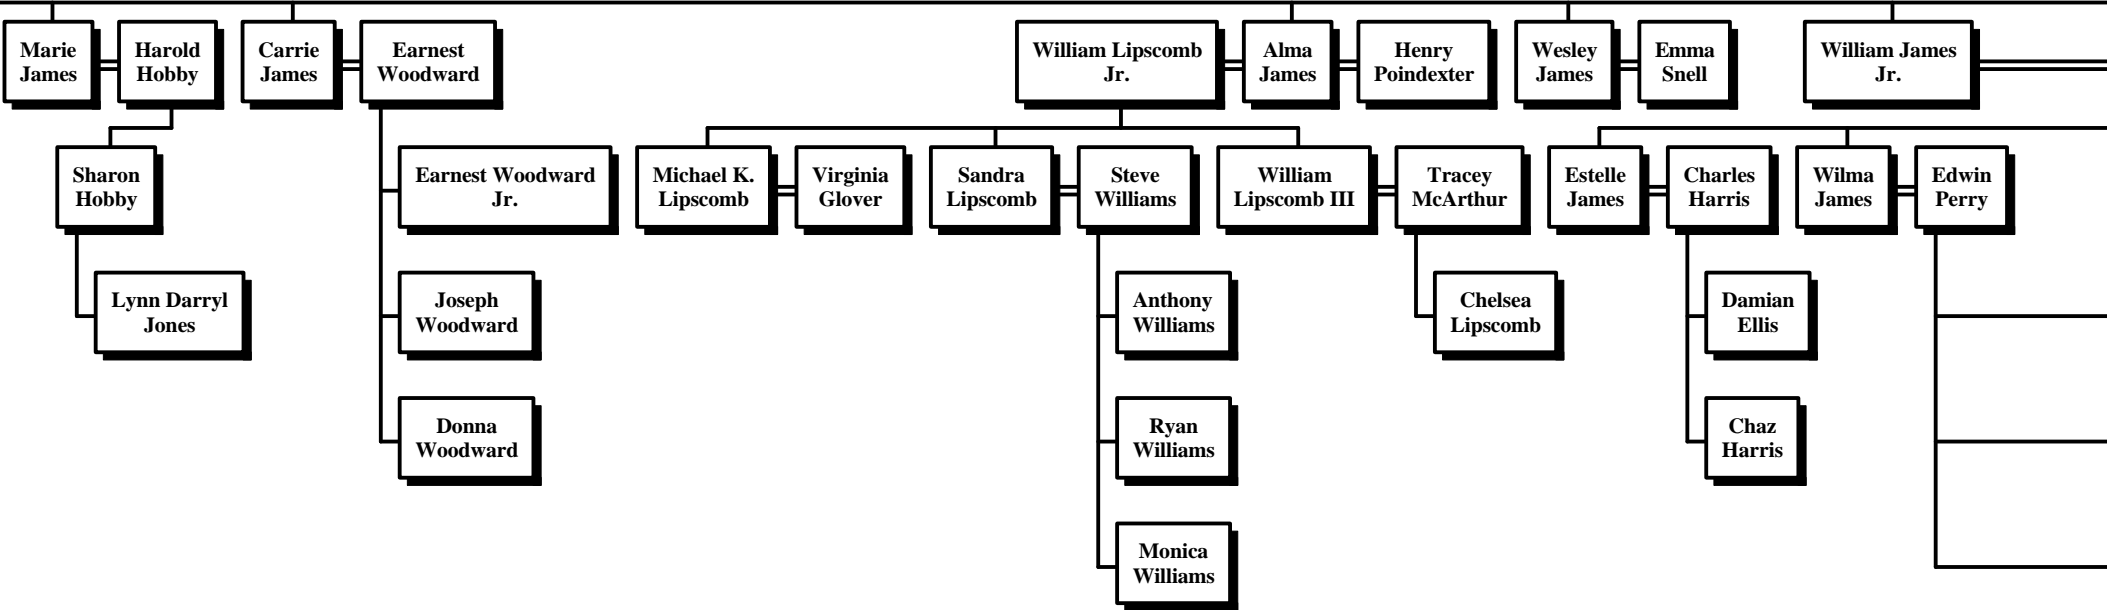 Marie
James
Harold
Hobby
Carrie
James
Earnest
Woodward
William Lipscomb
Jr.
Alma
James
Henry
Poindexter
Wesley
James
Emma
Snell
William James
Jr.
Sharon
Hobby
Earnest Woodward
Jr.
Michael K.
Lipscomb
Virginia
Glover
Sandra
Lipscomb
Steve
Williams
William
Lipscomb III
Tracey
McArthur
Estelle
James
Charles
Harris
Wilma
James
Edwin
Perry
Lynn Darryl
Jones
Joseph
Woodward
Anthony
Williams
Chelsea
Lipscomb
Damian
Ellis
Donna
Woodward
Ryan
Williams
Chaz
Harris
Monica
Williams